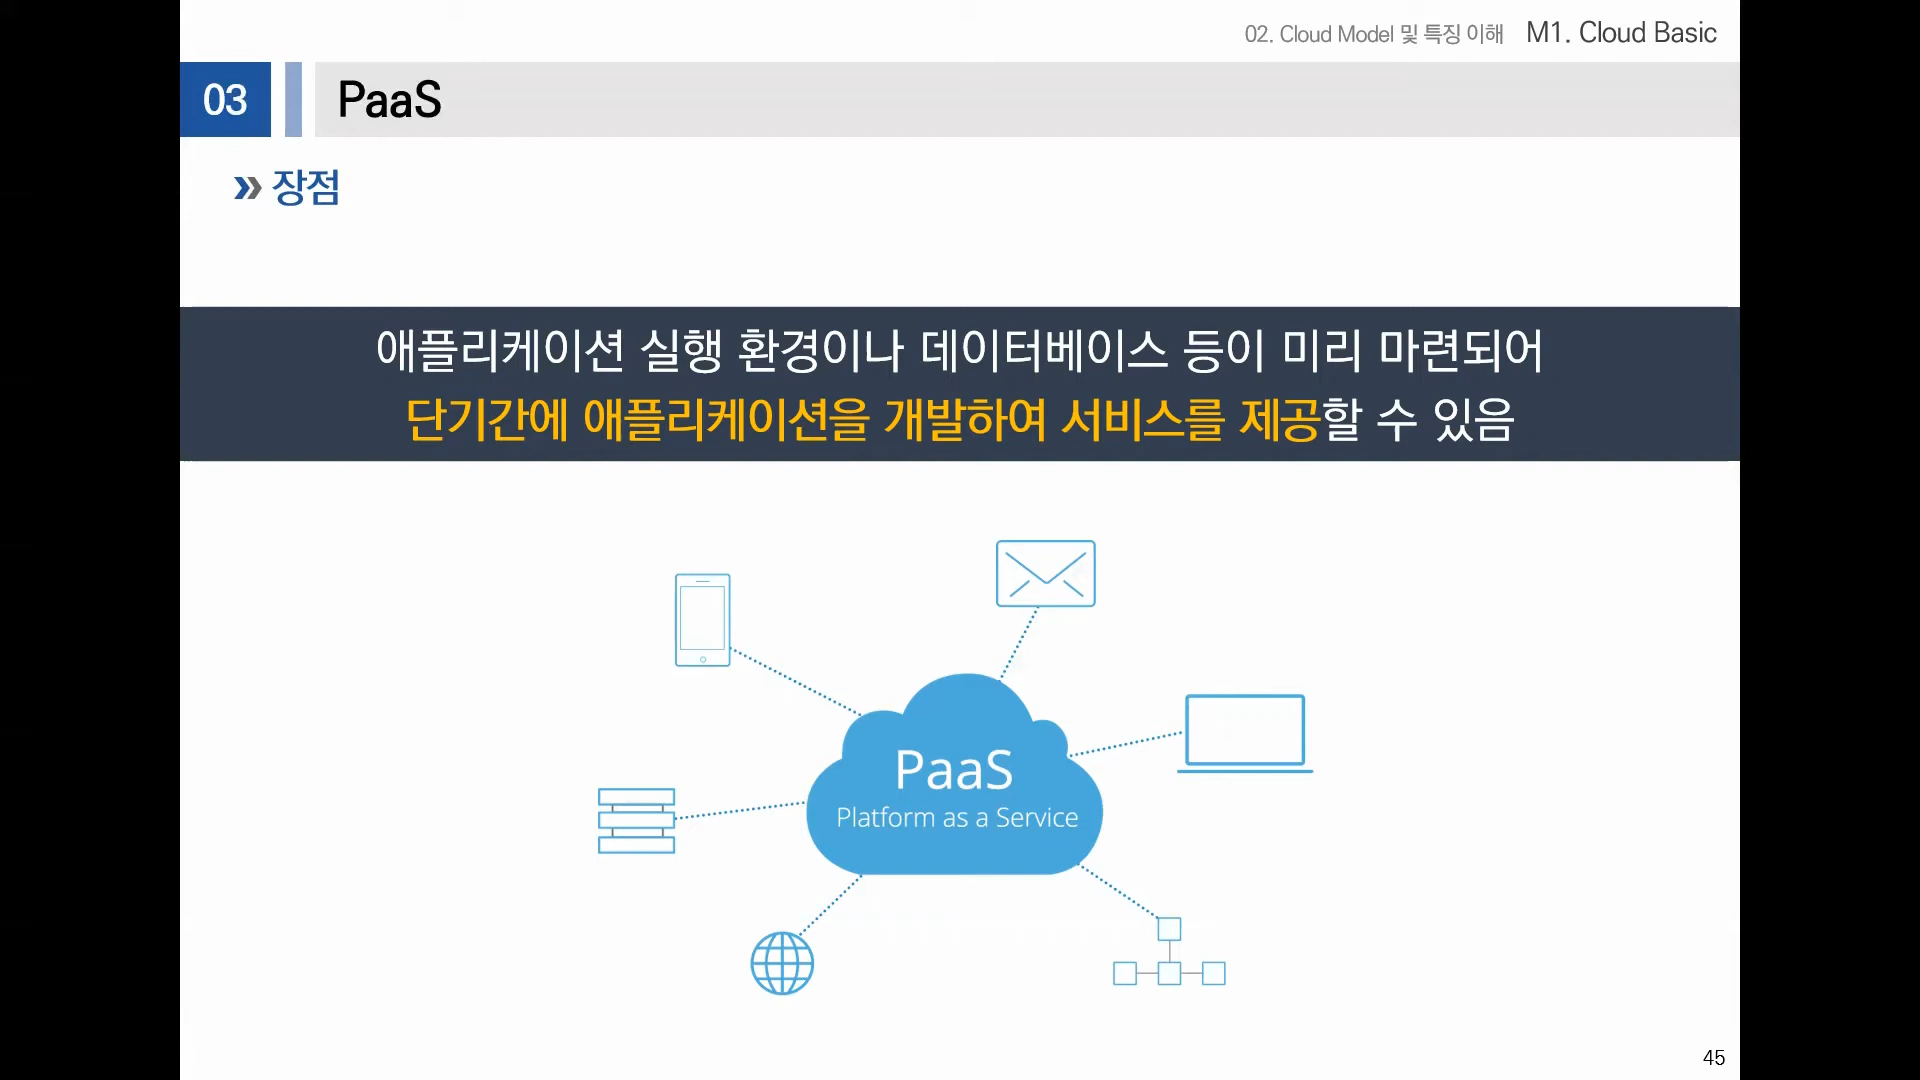 02. Cloud Model 및 특징 이해 M1. Cloud Basic
03 PaaS
장점
애플리케이션 실행 환경이나 데이터베이스 등이 미리 마련되어
단기간에 애플리케이션을 개발하여 서비스를 제공할 수 있음
PaaS
Platform as a Service
45